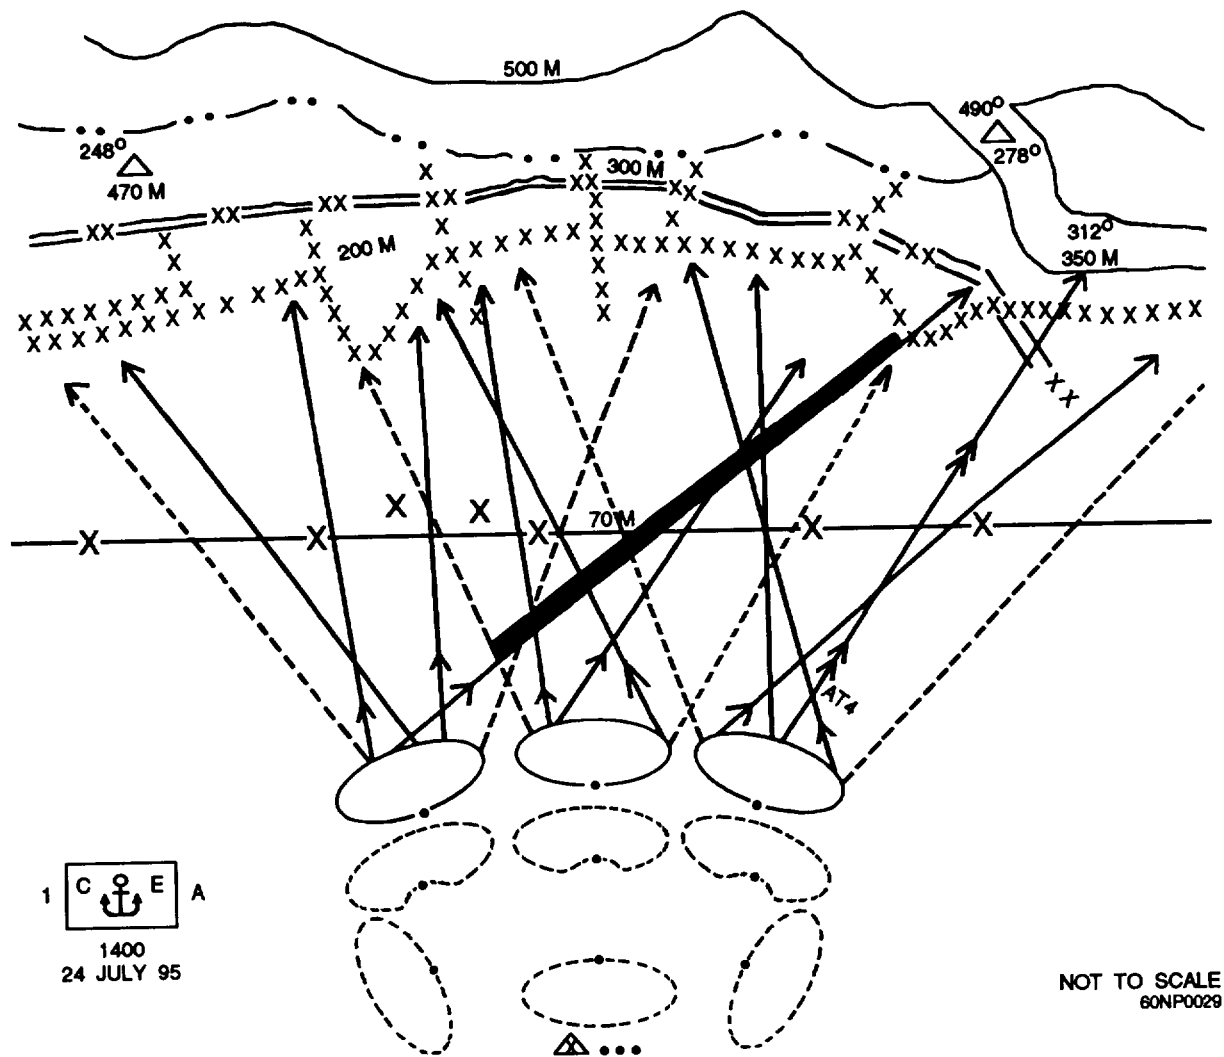 500 M
490°
248°
278°
300 M
470 M
312°
200 M
350 M
70 M
AT4
1 C E A
1400
24 JULY 95
NOT TO SCALE
60NP0029